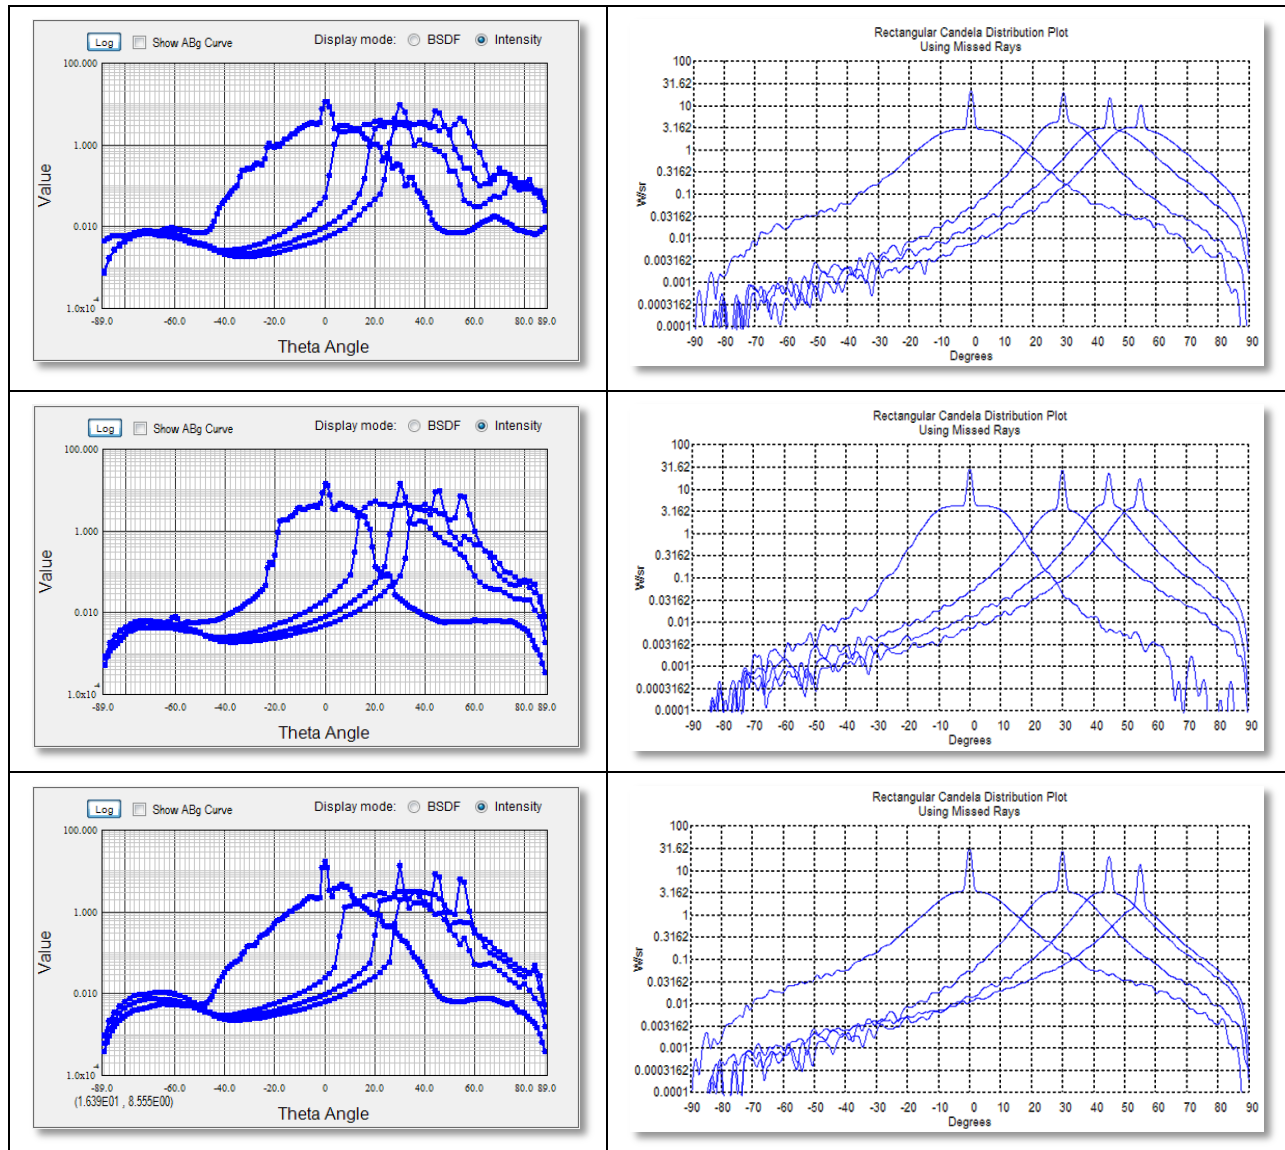 Log Show ABg Curve Display mode: BSDF Intensity
100.000
1.000
0.010
1.0x10⁻⁴
Value
-89.0 -60.0 -40.0 -20.0 0 20.0 40.0 60.0 80.0 89.0
Theta Angle
Rectangular Candela Distribution Plot
Using Missed Rays
100
31.62
10
3.162
1
0.3162
0.1
0.03162
0.01
0.003162
0.001
0.0003162
0.0001
W/sr
-90 -80 -70 -60 -50 -40 -30 -20 -10 0 10 20 30 40 50 60 70 80 90
Degrees
Log Show ABg Curve Display mode: BSDF Intensity
100.000
1.000
0.010
1.0x10⁻⁴
Value
-89.0 -60.0 -40.0 -20.0 0 20.0 40.0 60.0 80.0 89.0
Theta Angle
Rectangular Candela Distribution Plot
Using Missed Rays
100
31.62
10
3.162
1
0.3162
0.1
0.03162
0.01
0.003162
0.001
0.0003162
0.0001
W/sr
-90 -80 -70 -60 -50 -40 -30 -20 -10 0 10 20 30 40 50 60 70 80 90
Degrees
Log Show ABg Curve Display mode: BSDF Intensity
100.000
1.000
0.010
1.0x10⁻⁴
Value
-89.0 -60.0 -40.0 -20.0 0 20.0 40.0 60.0 80.0 89.0
(1.639E01 , 8.555E00)
Theta Angle
Rectangular Candela Distribution Plot
Using Missed Rays
100
31.62
10
3.162
1
0.3162
0.1
0.03162
0.01
0.003162
0.001
0.0003162
0.0001
W/sr
-90 -80 -70 -60 -50 -40 -30 -20 -10 0 10 20 30 40 50 60 70 80 90
Degrees